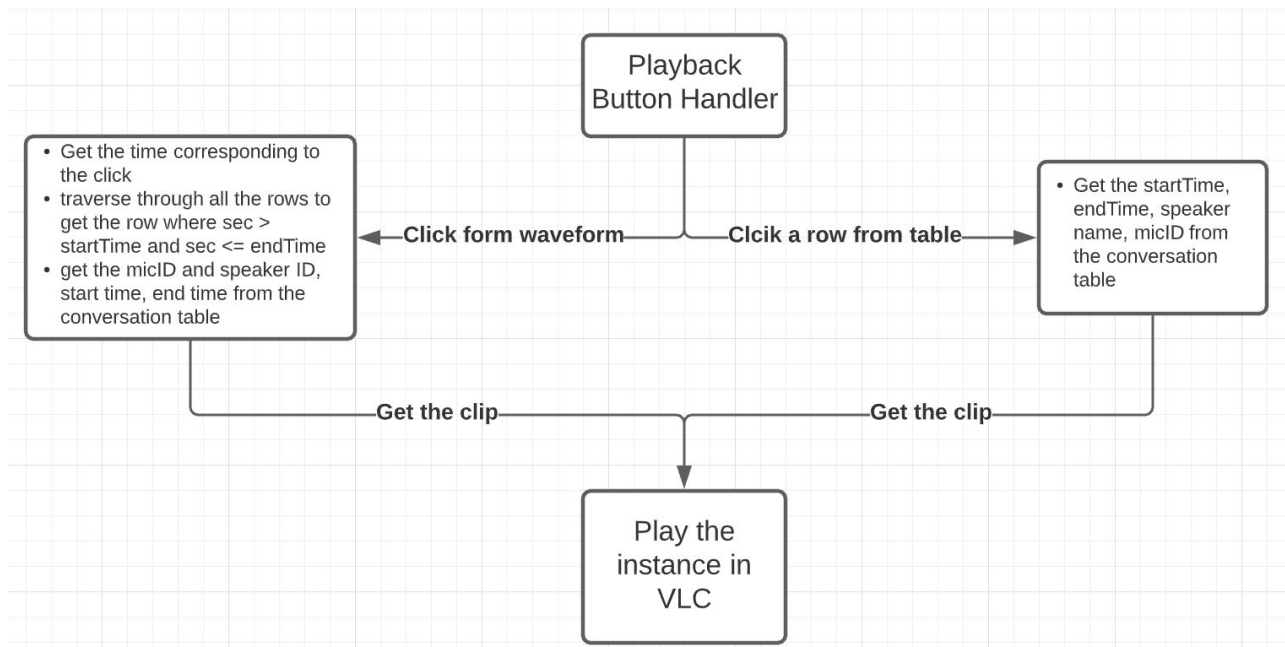 Playback
Button Handler
• Get the time corresponding to
the click
• traverse through all the rows to
get the row where sec >
startTime and sec <= endTime
• get the micID and speaker ID,
start time, end time from the
conversation table
Click form waveform
Clcik a row from table
• Get the startTime,
endTime, speaker
name, micID from
the conversation
table
Get the clip
Get the clip
Play the
instance in
VLC